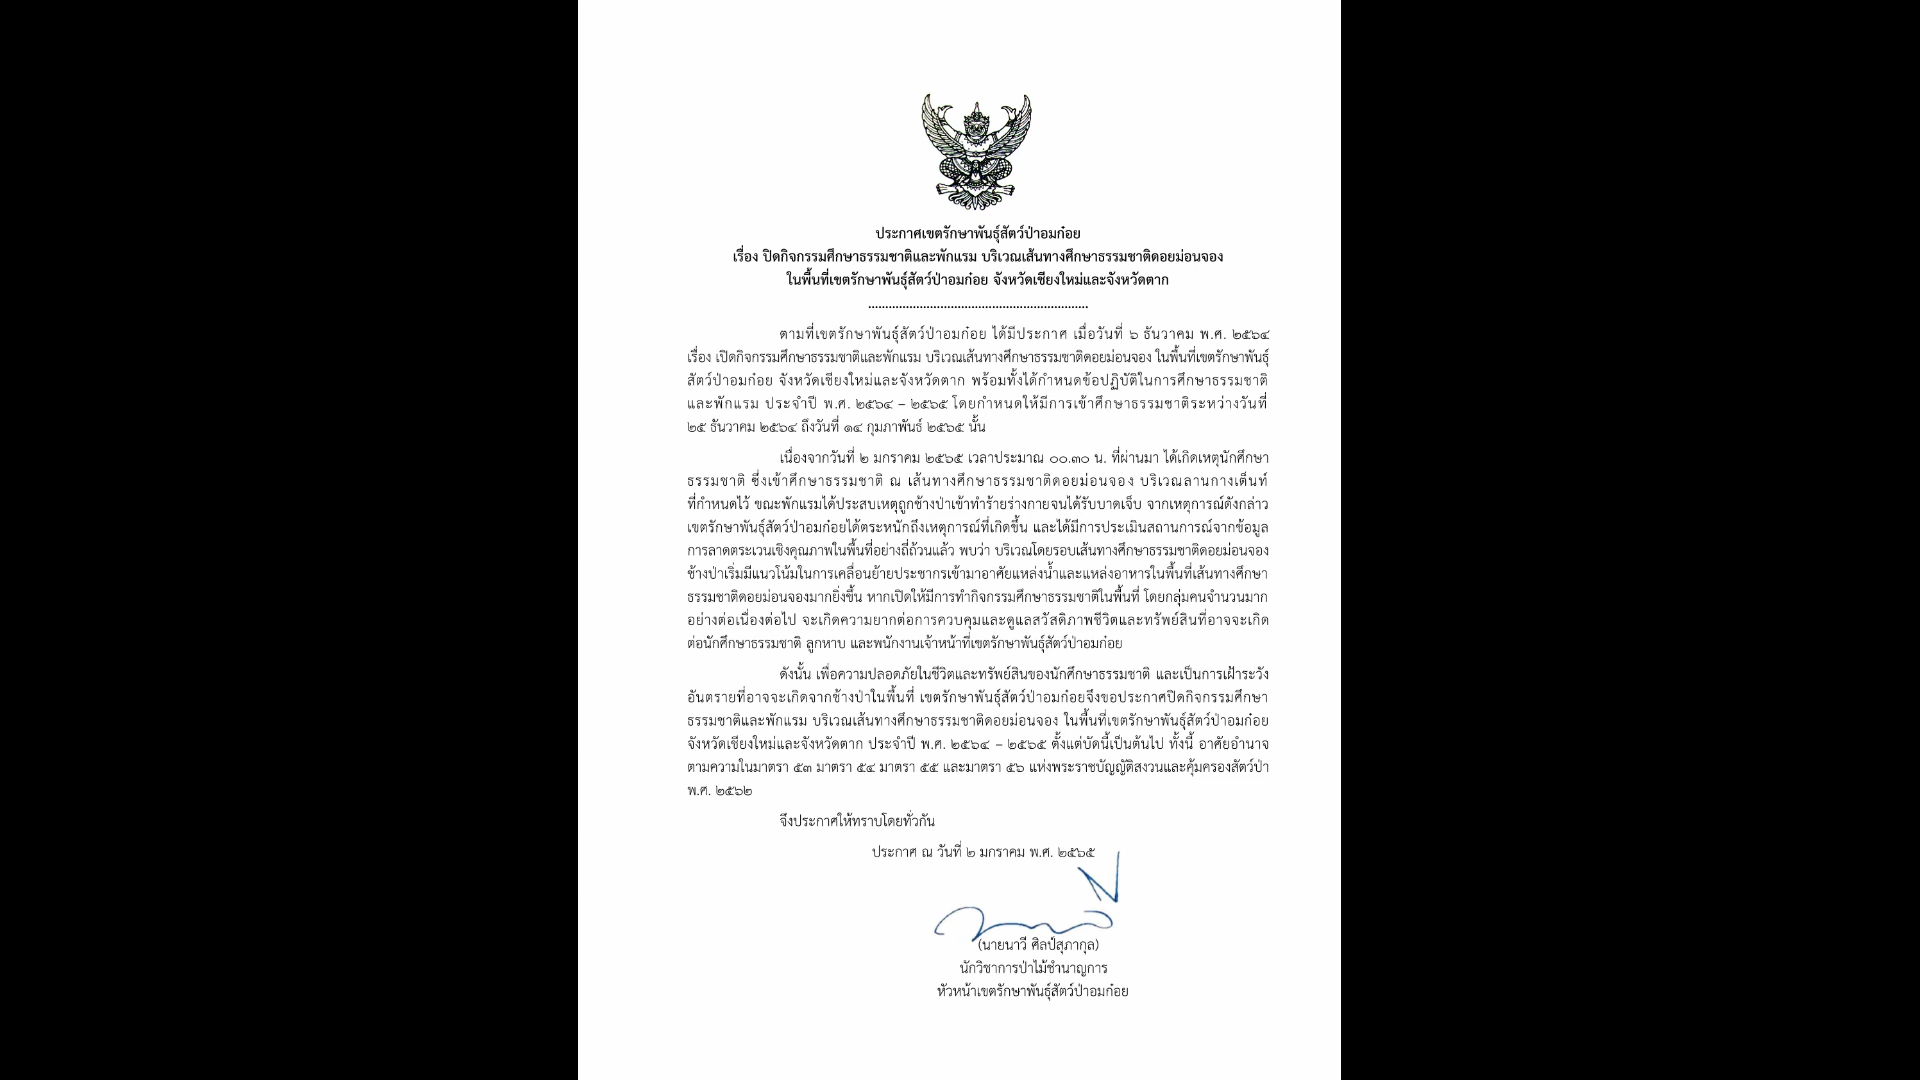 ประกาศเขตรักษาพันธุ์สัตว์ป่าอมก๋อย
เรื่อง ปิดกิจกรรมศึกษาธรรมชาติและพักแรม บริเวณเส้นทางศึกษาธรรมชาติดอยม่อนจอง
ในพื้นที่เขตรักษาพันธุ์สัตว์ป่าอมก๋อย จังหวัดเชียงใหม่และจังหวัดตาก
................................................................
ตามที่เขตรักษาพันธุ์สัตว์ป่าอมก๋อย ได้มีประกาศ เมื่อวันที่ ๖ ธันวาคม พ.ศ. ๒๕๖๔
เรื่อง เปิดกิจกรรมศึกษาธรรมชาติและพักแรม บริเวณเส้นทางศึกษาธรรมชาติดอยม่อนจอง ในพื้นที่เขตรักษาพันธุ์
สัตว์ป่าอมก๋อย จังหวัดเชียงใหม่และจังหวัดตาก พร้อมทั้งได้กำหนดข้อปฏิบัติในการศึกษาธรรมชาติ
และพักแรม ประจำปี พ.ศ. ๒๕๖๔ – ๒๕๖๕ โดยกำหนดให้มีการเข้าศึกษาธรรมชาติระหว่างวันที่
๒๕ ธันวาคม ๒๕๖๔ ถึงวันที่ ๑๔ กุมภาพันธ์ ๒๕๖๕ นั้น
เนื่องจากวันที่ ๒ มกราคม ๒๕๖๕ เวลาประมาณ ๐๐.๓๐ น. ที่ผ่านมา ได้เกิดเหตุนักศึกษา
ธรรมชาติ ซึ่งเข้าศึกษาธรรมชาติ ณ เส้นทางศึกษาธรรมชาติดอยม่อนจอง บริเวณลานกางเต็นท์
ที่กำหนดไว้ ขณะพักแรมได้ประสบเหตุถูกช้างป่าเข้าทำร้ายร่างกายจนได้รับบาดเจ็บ จากเหตุการณ์ดังกล่าว
เขตรักษาพันธุ์สัตว์ป่าอมก๋อยได้ตระหนักถึงเหตุการณ์ที่เกิดขึ้น และได้มีการประเมินสถานการณ์จากข้อมูล
การลาดตระเวนเชิงคุณภาพในพื้นที่อย่างถี่ถ้วนแล้ว พบว่า บริเวณโดยรอบเส้นทางศึกษาธรรมชาติดอยม่อนจอง
ช้างป่าเริ่มมีแนวโน้มในการเคลื่อนย้ายประชากรเข้ามาอาศัยแหล่งน้ำและแหล่งอาหารในพื้นที่เส้นทางศึกษา
ธรรมชาติดอยม่อนจองมากยิ่งขึ้น หากเปิดให้มีการทำกิจกรรมศึกษาธรรมชาติในพื้นที่ โดยกลุ่มคนจำนวนมาก
อย่างต่อเนื่องต่อไป จะเกิดความยากต่อการควบคุมและดูแลสวัสดิภาพชีวิตและทรัพย์สินที่อาจจะเกิด
ต่อนักศึกษาธรรมชาติ ลูกหาบ และพนักงานเจ้าหน้าที่เขตรักษาพันธุ์สัตว์ป่าอมก๋อย
ดังนั้น เพื่อความปลอดภัยในชีวิตและทรัพย์สินของนักศึกษาธรรมชาติ และเป็นการเฝ้าระวัง
อันตรายที่อาจจะเกิดจากช้างป่าในพื้นที่ เขตรักษาพันธุ์สัตว์ป่าอมก๋อยจึงขอประกาศปิดกิจกรรมศึกษา
ธรรมชาติและพักแรม บริเวณเส้นทางศึกษาธรรมชาติดอยม่อนจอง ในพื้นที่เขตรักษาพันธุ์สัตว์ป่าอมก๋อย
จังหวัดเชียงใหม่และจังหวัดตาก ประจำปี พ.ศ. ๒๕๖๔ – ๒๕๖๕ ตั้งแต่บัดนี้เป็นต้นไป ทั้งนี้ อาศัยอำนาจ
ตามความในมาตรา ๕๓ มาตรา ๕๔ มาตรา ๕๕ และมาตรา ๕๖ แห่งพระราชบัญญัติสงวนและคุ้มครองสัตว์ป่า
พ.ศ. ๒๕๖๒
จึงประกาศให้ทราบโดยทั่วกัน
ประกาศ ณ วันที่ ๒ มกราคม พ.ศ. ๒๕๖๕
(นายนาวี ศิลป์สุภากุล)
นักวิชาการป่าไม้ชำนาญการ
หัวหน้าเขตรักษาพันธุ์สัตว์ป่าอมก๋อย